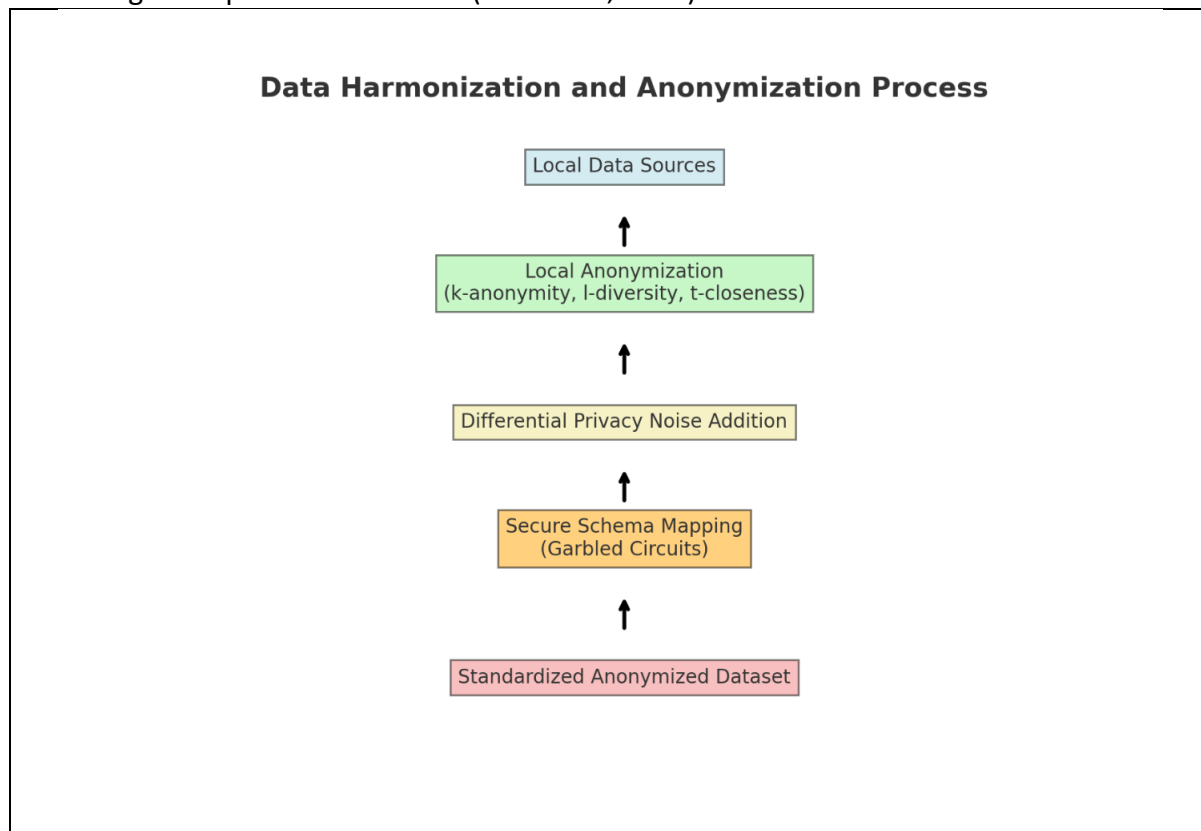 Data Harmonization and Anonymization Process
Local Data Sources
Local Anonymization
(k-anonymity, l-diversity, t-closeness)
Differential Privacy Noise Addition
Secure Schema Mapping
(Garbled Circuits)
Standardized Anonymized Dataset